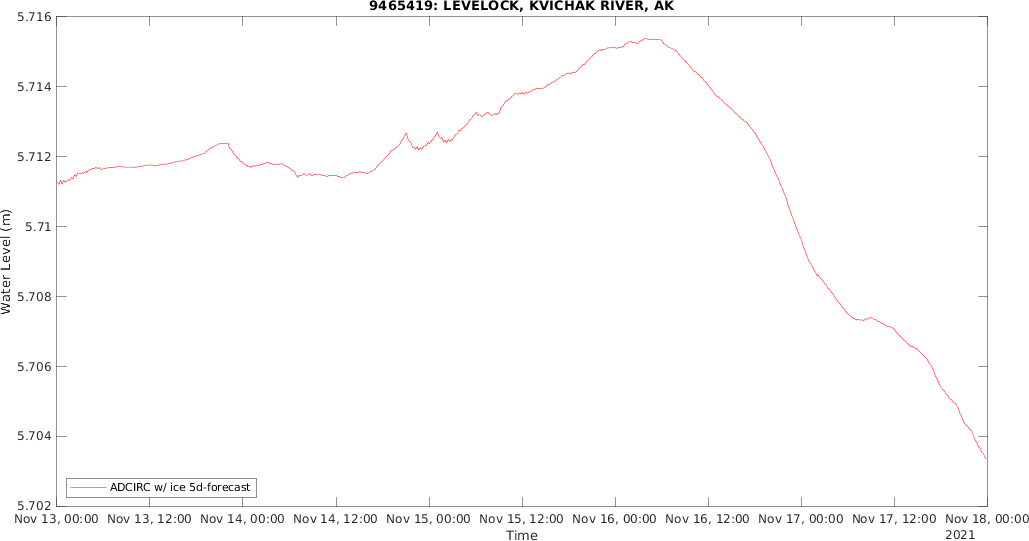 9465419: LEVELOCK, KVICHAK RIVER, AK
5.716
5.714
5.712
5.71
5.708
5.706
5.704
5.702
Water Level (m)
ADCIRC w/ ice 5d-forecast
Nov 13, 00:00 Nov 13, 12:00 Nov 14, 00:00 Nov 14, 12:00 Nov 15, 00:00 Nov 15, 12:00 Nov 16, 00:00 Nov 16, 12:00 Nov 17, 00:00 Nov 17, 12:00 Nov 18, 00:00
Time
2021